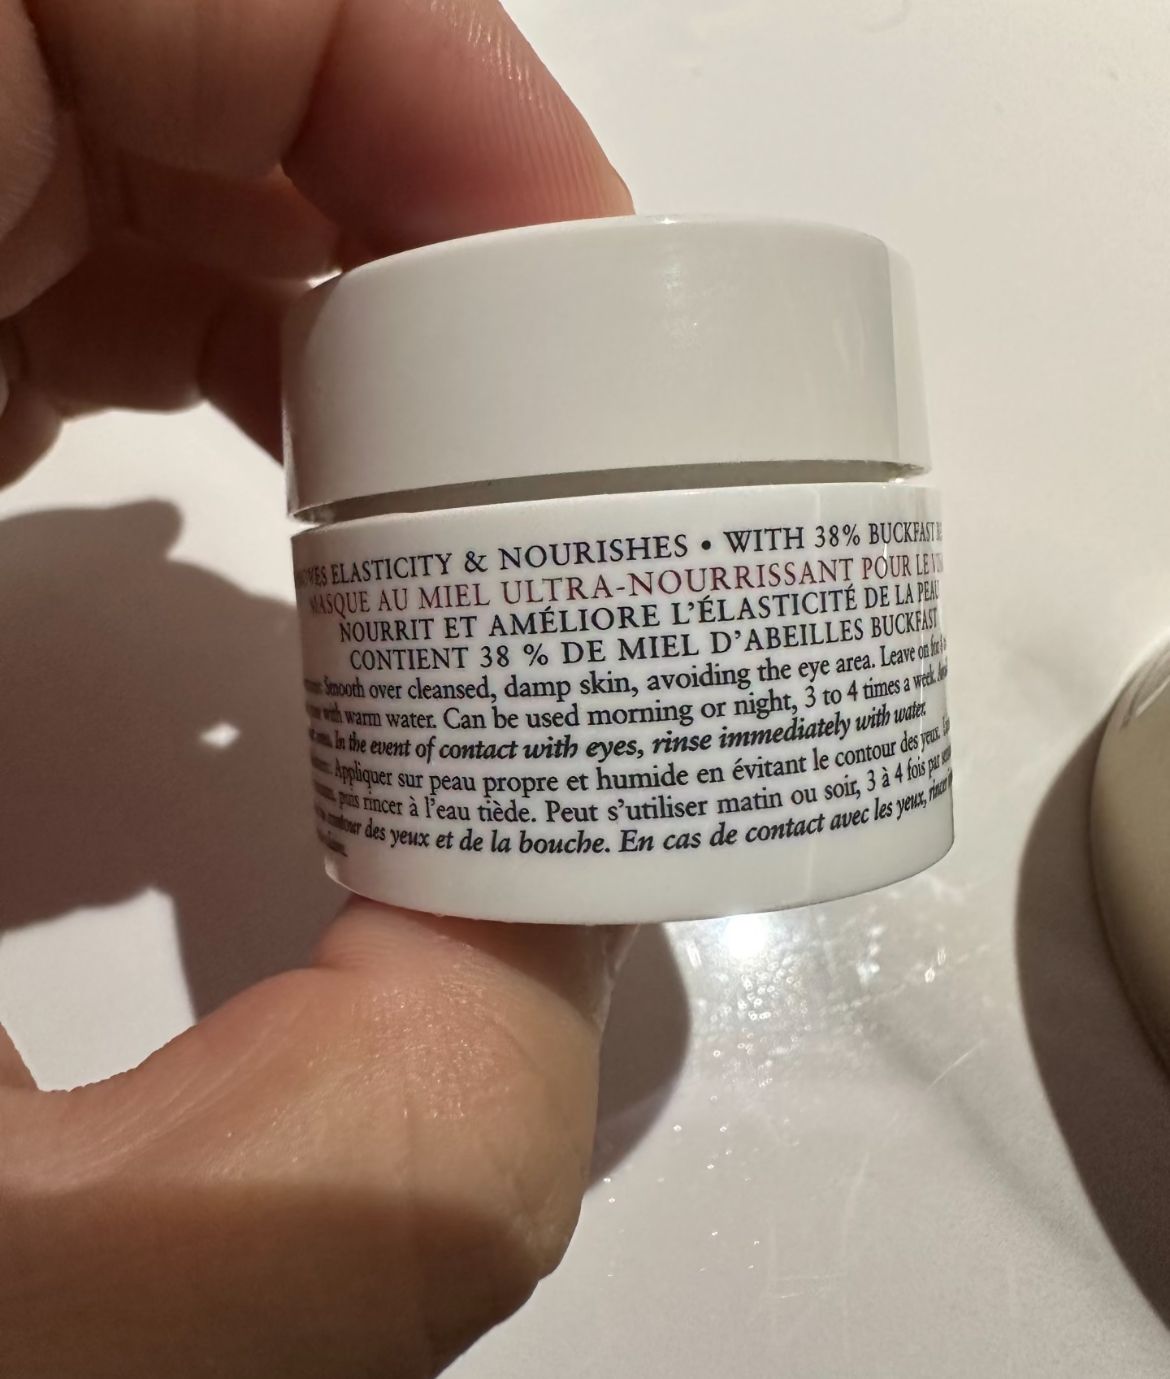 ELASTICITY & NOURISHES • WITH 38% BUCKFAST
MASQUE AU MIEL ULTRA-NOURRISSANT POUR LE
NOURRIT ET AMÉLIORE L'ÉLASTICITÉ DE LA PEAU
CONTIENT 38 % DE MIEL D'ABEILLES BUCKFAST
Smooth over cleansed, damp skin, avoiding the eye area. Leave on for
with warm water. Can be used morning or night, 3 to 4 times a week.
In the event of contact with eyes, rinse immediately with water.
Appliquer sur peau propre et humide en évitant le contour des yeux.
puis rincer à l'eau tiède. Peut s'utiliser matin ou soir, 3 à 4 fois par
contour des yeux et de la bouche. En cas de contact avec les yeux, rincer